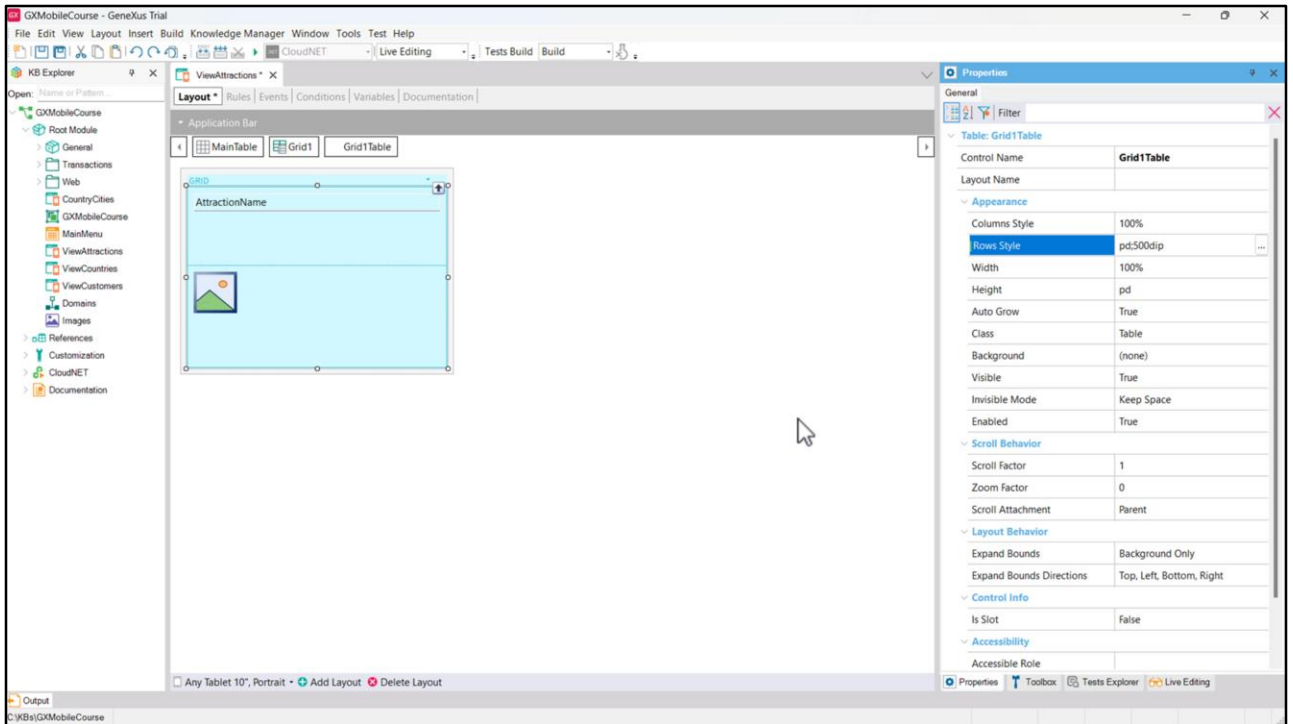 GX GXMobileCourse - GeneXus Trial
File Edit View Layout Insert Build Knowledge Manager Window Tools Test Help
CloudNET Live Editing Tests Build Build
KB Explorer
Open: Name or Pattern...
GXMobileCourse
Root Module
General
Transactions
Web
CountryCities
GXMobileCourse
MainMenu
ViewAttractions
ViewCountries
ViewCustomers
Domains
Images
References
Customization
CloudNET
Documentation
ViewAttractions *
Layout * Rules Events Conditions Variables Documentation
Application Bar
MainTable Grid1 Grid1Table
GRID
AttractionName
Any Tablet 10", Portrait Add Layout Delete Layout
Properties
General
Filter
Table: Grid1Table
Control Name Grid1Table
Layout Name
Appearance
Columns Style 100%
Rows Style pd;500dip ...
Width 100%
Height pd
Auto Grow True
Class Table
Background (none)
Visible True
Invisible Mode Keep Space
Enabled True
Scroll Behavior
Scroll Factor 1
Zoom Factor 0
Scroll Attachment Parent
Layout Behavior
Expand Bounds Background Only
Expand Bounds Directions Top, Left, Bottom, Right
Control Info
Is Slot False
Accessibility
Accessible Role
Properties Toolbox Tests Explorer Live Editing
Output
C:\KBs\GXMobileCourse